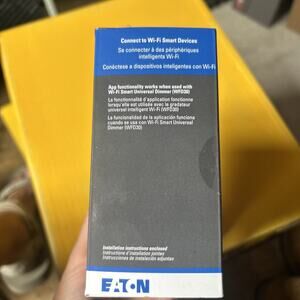 Connect to Wi-Fi Smart Devices
Se connecter à des périphériques
intelligents Wi-Fi
Conéctese a dispositivos inteligentes con Wi-Fi
App functionality works when used with
Wi-Fi Smart Universal Dimmer (WFD30)
La fonctionnalité d'application fonctionne
lorsqu'elle est utilisée avec le gradateur
universel intelligent Wi-Fi (WFD30)
La funcionalidad de la aplicación funciona
cuando se usa con Wi-Fi Smart Universal
Dimmer (WFD30)
Installation instructions enclosed
Instructions d'installation jointes
Instrucciones de instalación adjuntas
EATON